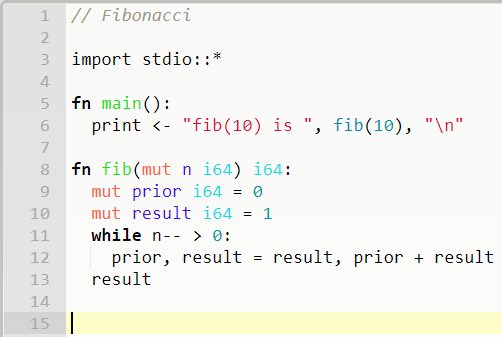 1 // Fibonacci
2
3 import stdio::*
4
5 fn main():
6   print <- "fib(10) is ", fib(10), "\n"
7
8 fn fib(mut n i64) i64:
9   mut prior i64 = 0
10   mut result i64 = 1
11   while n-- > 0:
12     prior, result = result, prior + result
13   result
14
15